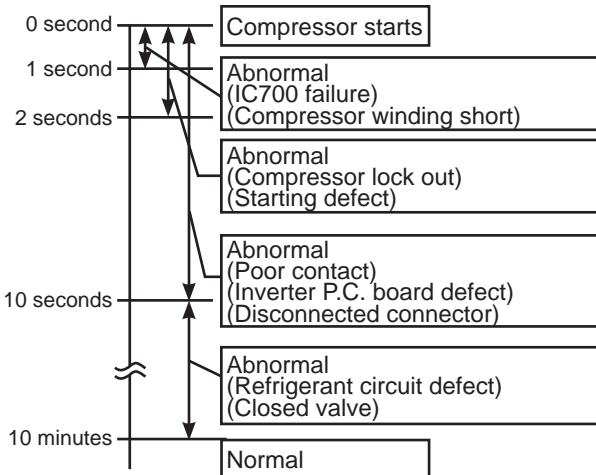 0 second
Compressor starts
1 second
Abnormal
(IC700 failure)
(Compressor winding short)
2 seconds
Abnormal
(Compressor lock out)
(Starting defect)
Abnormal
(Poor contact)
(Inverter P.C. board defect)
(Disconnected connector)
10 seconds
Abnormal
(Refrigerant circuit defect)
(Closed valve)
10 minutes
Normal